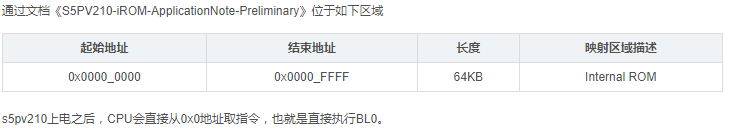 通过文档《S5PV210-iROM-ApplicationNote-Preliminary》位于如下区域
起始地址 结束地址 长度 映射区域描述
0x0000_0000 0x0000_FFFF 64KB Internal ROM
s5pv210上电之后，CPU会直接从0x0地址取指令，也就是直接执行BL0。